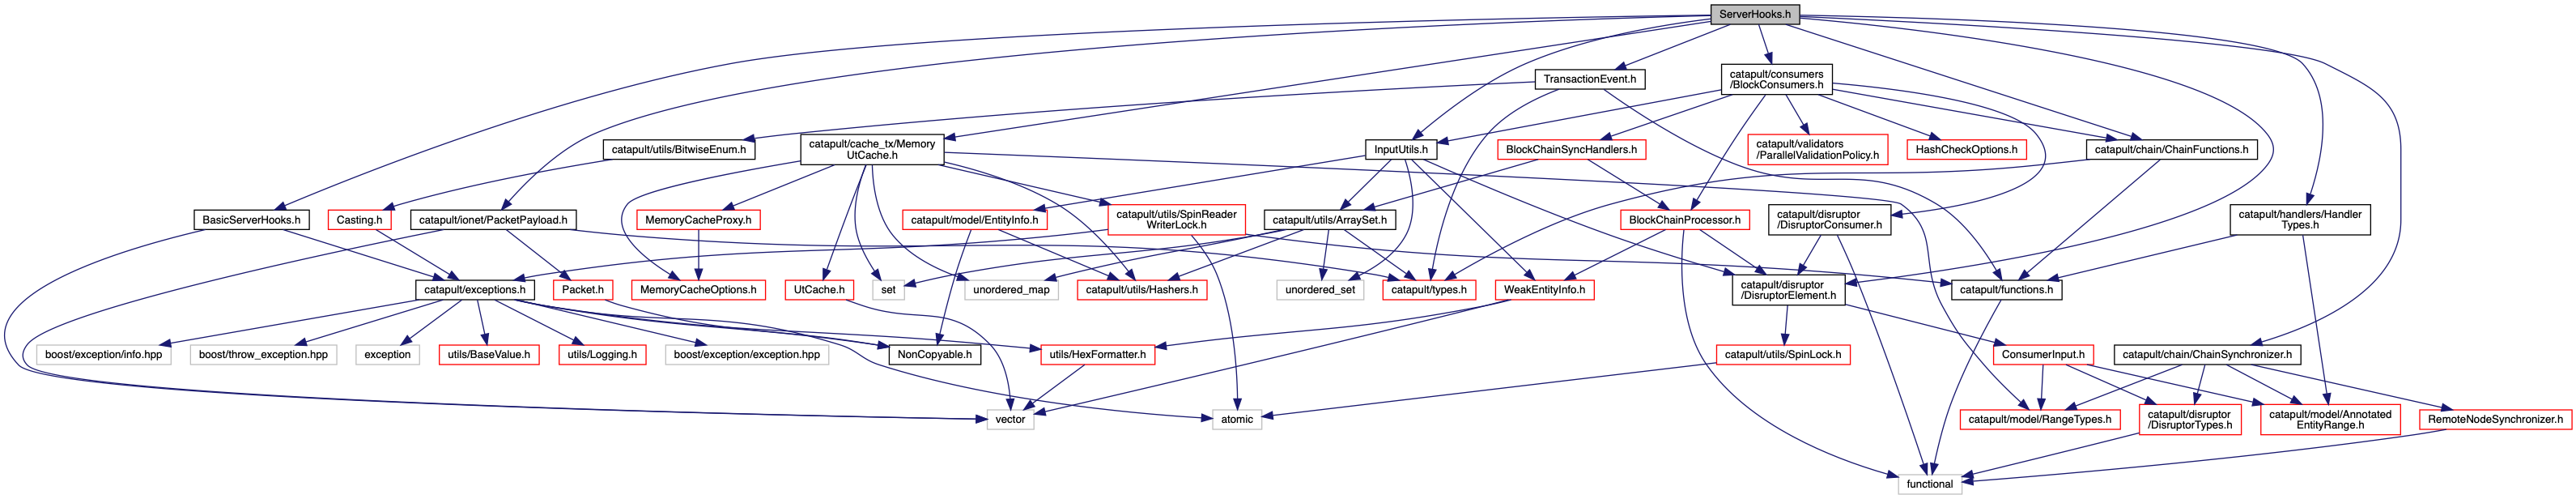 ServerHooks.h
TransactionEvent.h
catapult/consumers
/BlockConsumers.h
catapult/utils/BitwiseEnum.h
catapult/cache_tx/Memory
UtCache.h
InputUtils.h
BlockChainSyncHandlers.h
catapult/validators
/ParallelValidationPolicy.h
HashCheckOptions.h
catapult/chain/ChainFunctions.h
BasicServerHooks.h
Casting.h
catapult/ionet/PacketPayload.h
MemoryCacheProxy.h
catapult/model/EntityInfo.h
catapult/utils/SpinReader
WriterLock.h
catapult/utils/ArraySet.h
BlockChainProcessor.h
catapult/disruptor
/DisruptorConsumer.h
catapult/handlers/Handler
Types.h
catapult/exceptions.h
Packet.h
MemoryCacheOptions.h
UtCache.h
set
unordered_map
catapult/utils/Hashers.h
unordered_set
catapult/types.h
WeakEntityInfo.h
catapult/disruptor
/DisruptorElement.h
catapult/functions.h
boost/exception/info.hpp
boost/throw_exception.hpp
exception
utils/BaseValue.h
utils/Logging.h
boost/exception/exception.hpp
NonCopyable.h
utils/HexFormatter.h
catapult/utils/SpinLock.h
ConsumerInput.h
catapult/chain/ChainSynchronizer.h
vector
atomic
catapult/model/RangeTypes.h
catapult/disruptor
/DisruptorTypes.h
catapult/model/Annotated
EntityRange.h
RemoteNodeSynchronizer.h
functional